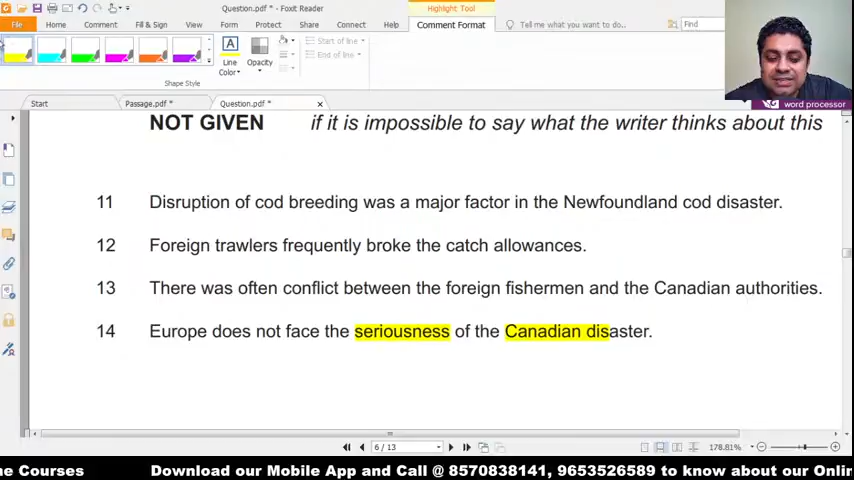 Question.pdf * - Foxit Reader
Highlight Tool
File
Home
Comment
Fill & Sign
View
Form
Protect
Share
Connect
Help
Comment Format
Tell me what you want to do...
Find
Line
Color
Opacity
Start of line
End of line
Shape Style
word processor
Start
Passage.pdf *
Question.pdf *
NOT GIVEN if it is impossible to say what the writer thinks about this
11 Disruption of cod breeding was a major factor in the Newfoundland cod disaster.
12 Foreign trawlers frequently broke the catch allowances.
13 There was often conflict between the foreign fishermen and the Canadian authorities.
14 Europe does not face the seriousness of the Canadian disaster.
6 / 13
178.81%
ne Courses Download our Mobile App and Call @ 8570838141, 9653526589 to know about our Onlin